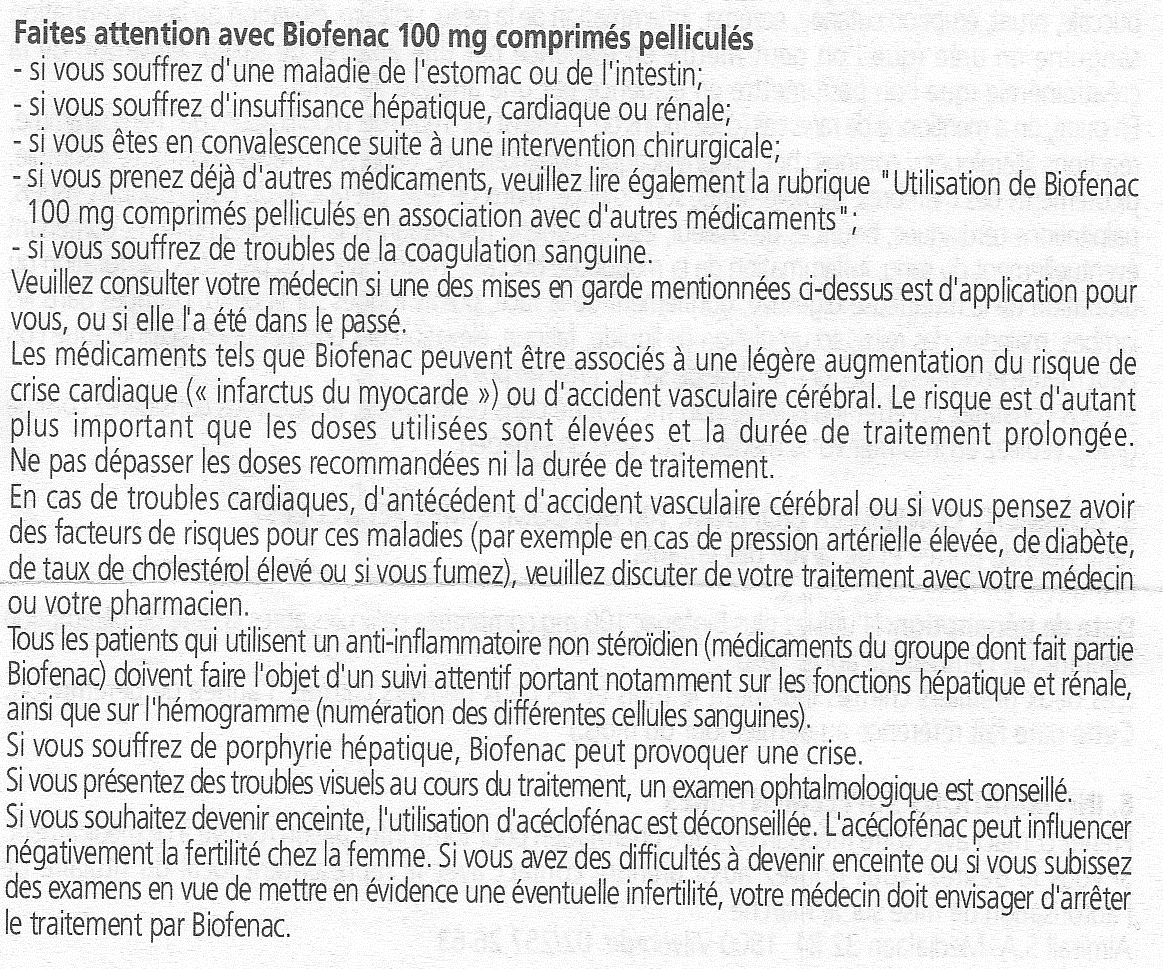 Faites attention avec Biofenac 100 mg comprimés pelliculés
- si vous souffrez d'une maladie de l'estomac ou de l'intestin;
- si vous souffrez d'insuffisance hépatique, cardiaque ou rénale;
- si vous êtes en convalescence suite à une intervention chirurgicale;
- si vous prenez déjà d'autres médicaments, veuillez lire également la rubrique "Utilisation de Biofenac
100 mg comprimés pelliculés en association avec d'autres médicaments";
- si vous souffrez de troubles de la coagulation sanguine.
Veuillez consulter votre médecin si une des mises en garde mentionnées ci-dessus est d'application pour
vous, ou si elle l'a été dans le passé.
Les médicaments tels que Biofenac peuvent être associés à une légère augmentation du risque de
crise cardiaque (« infarctus du myocarde ») ou d'accident vasculaire cérébral. Le risque est d'autant
plus important que les doses utilisées sont élevées et la durée de traitement prolongée.
Ne pas dépasser les doses recommandées ni la durée de traitement.
En cas de troubles cardiaques, d'antécédent d'accident vasculaire cérébral ou si vous pensez avoir
des facteurs de risques pour ces maladies (par exemple en cas de pression artérielle élevée, de diabète,
de taux de cholestérol élevé ou si vous fumez), veuillez discuter de votre traitement avec votre médecin
ou votre pharmacien.
Tous les patients qui utilisent un anti-inflammatoire non stéroïdien (médicaments du groupe dont fait partie
Biofenac) doivent faire l'objet d'un suivi attentif portant notamment sur les fonctions hépatique et rénale,
ainsi que sur l'hémogramme (numération des différentes cellules sanguines).
Si vous souffrez de porphyrie hépatique, Biofenac peut provoquer une crise.
Si vous présentez des troubles visuels au cours du traitement, un examen ophtalmologique est conseillé.
Si vous souhaitez devenir enceinte, l'utilisation d'acéclofénac est déconseillée. L'acéclofénac peut influencer
négativement la fertilité chez la femme. Si vous avez des difficultés à devenir enceinte ou si vous subissez
des examens en vue de mettre en évidence une éventuelle infertilité, votre médecin doit envisager d'arrêter
le traitement par Biofenac.